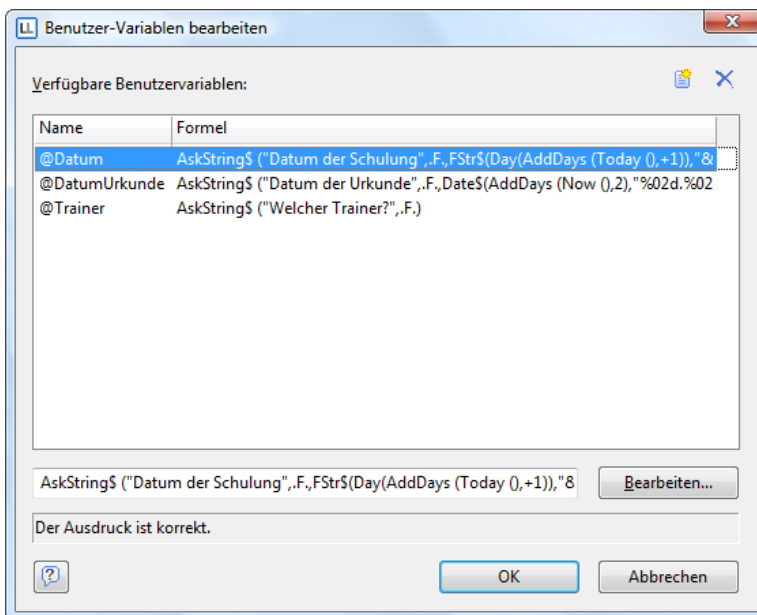 LL Benutzer-Variablen bearbeiten
Verfügbare Benutzervariablen:
Name Formel
@Datum AskString$ ("Datum der Schulung",.F.,FStr$(Day(AddDays (Today (),+1)),"&
@DatumUrkunde AskString$ ("Datum der Urkunde",.F.,Date$(AddDays (Now (),2),"%02d.%02
@Trainer AskString$ ("Welcher Trainer?",.F.)
AskString$ ("Datum der Schulung",.F.,FStr$(Day(AddDays (Today (),+1)),"& Bearbeiten...
Der Ausdruck ist korrekt.
? OK Abbrechen